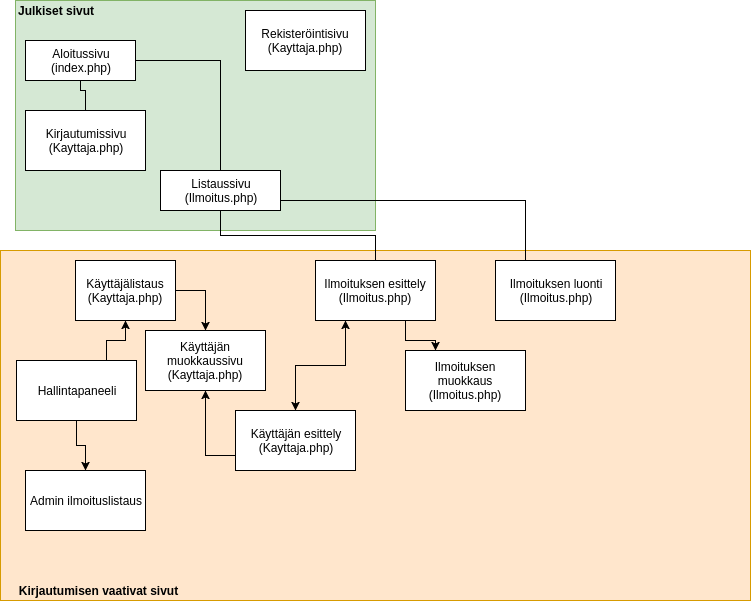 Julkiset sivut
Rekisteröintisivu
(Kayttaja.php)
Aloitussivu
(index.php)
Kirjautumissivu
(Kayttaja.php)
Listaussivu
(Ilmoitus.php)
Käyttäjälistaus
(Kayttaja.php)
Ilmoituksen esittely
(Ilmoitus.php)
Ilmoituksen luonti
(Ilmoitus.php)
Käyttäjän
muokkaussivu
(Kayttaja.php)
Ilmoituksen
muokkaus
(Ilmoitus.php)
Hallintapaneeli
Käyttäjän esittely
(Kayttaja.php)
Admin ilmoituslistaus
Kirjautumisen vaativat sivut